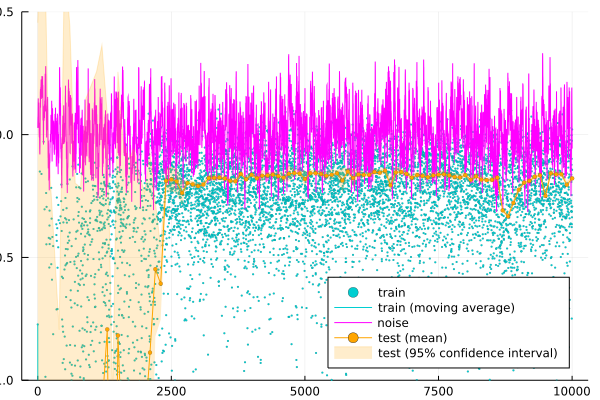 0.5
0.0
0.5
1.0
0
2500
5000
7500
10000
train
train (moving average)
noise
test (mean)
test (95% confidence interval)